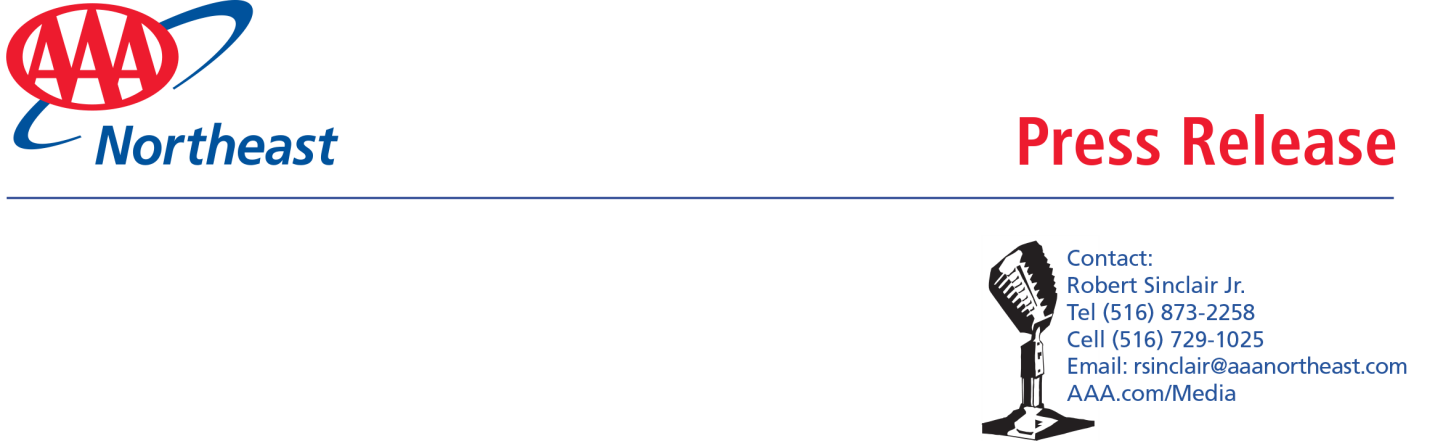 AAA
Northeast
Press Release
Contact:
Robert Sinclair Jr.
Tel (516) 873-2258
Cell (516) 729-1025
Email: rsinclair@aaanortheast.com
AAA.com/Media